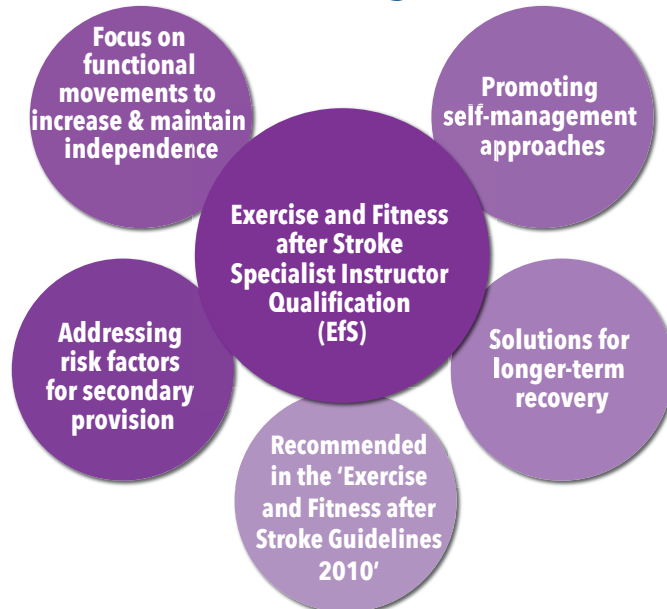 Focus on
functional
movements to
increase & maintain
independence
Promoting
self-management
approaches
Exercise and Fitness
after Stroke
Specialist Instructor
Qualification
(EfS)
Addressing
risk factors
for secondary
provision
Solutions for
longer-term
recovery
Recommended
in the ‘Exercise
and Fitness after
Stroke Guidelines
2010’